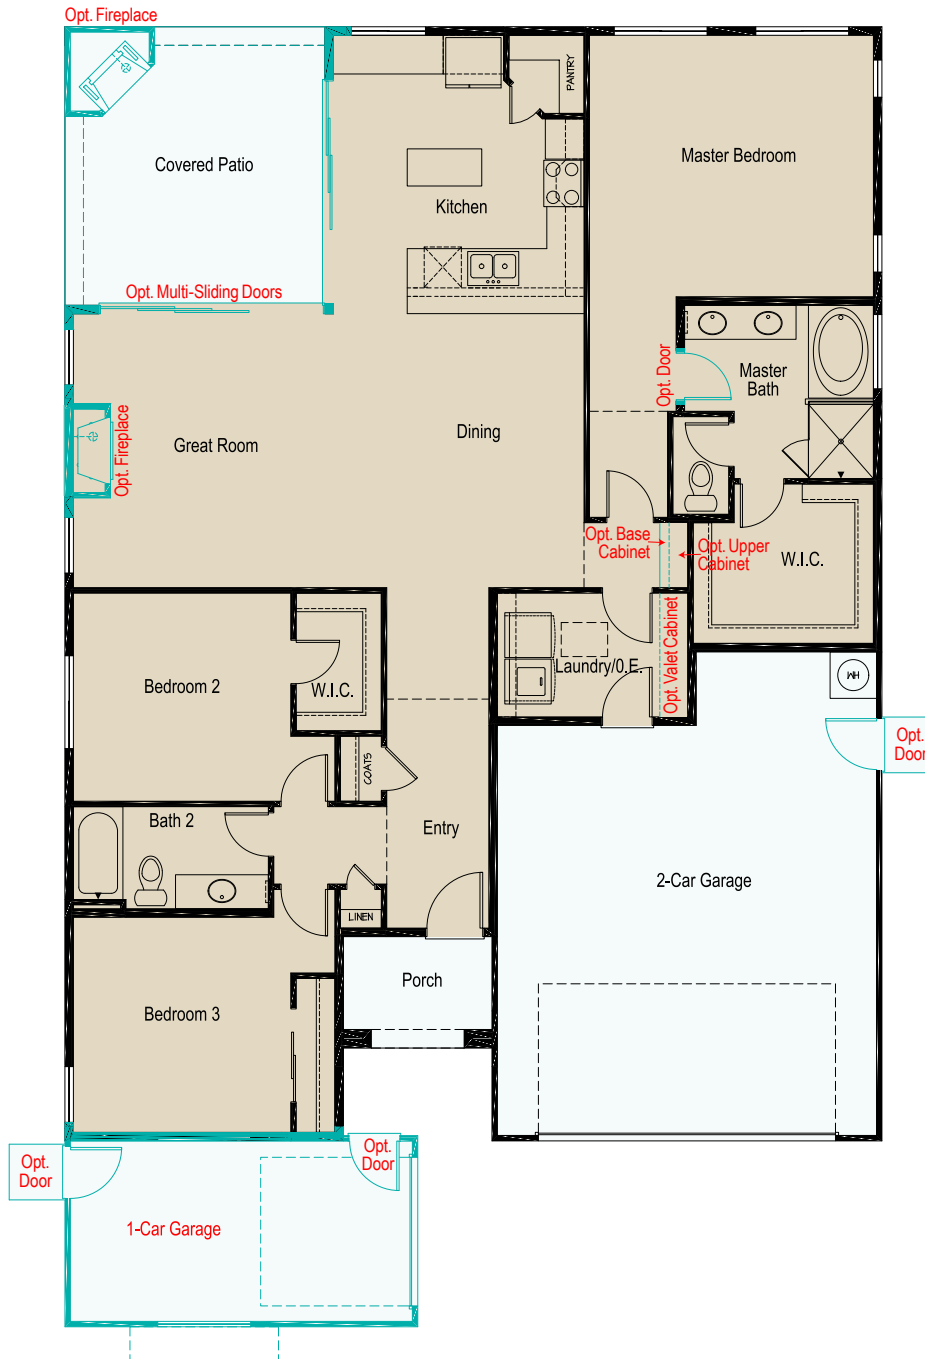 Opt. Fireplace
Covered Patio
PANTRY
Master Bedroom
Kitchen
Opt. Multi-Sliding Doors
Opt. Door
Master
Bath
Opt. Fireplace
Great Room
Dining
Opt. Base
Cabinet
Opt. Upper
Cabinet
W.I.C.
Bedroom 2
W.I.C.
Laundry/O.E.
Opt. Valet Cabinet
HW
Opt.
Door
COATS
Bath 2
Entry
2-Car Garage
LINEN
Porch
Bedroom 3
Opt.
Door
Opt.
Door
1-Car Garage